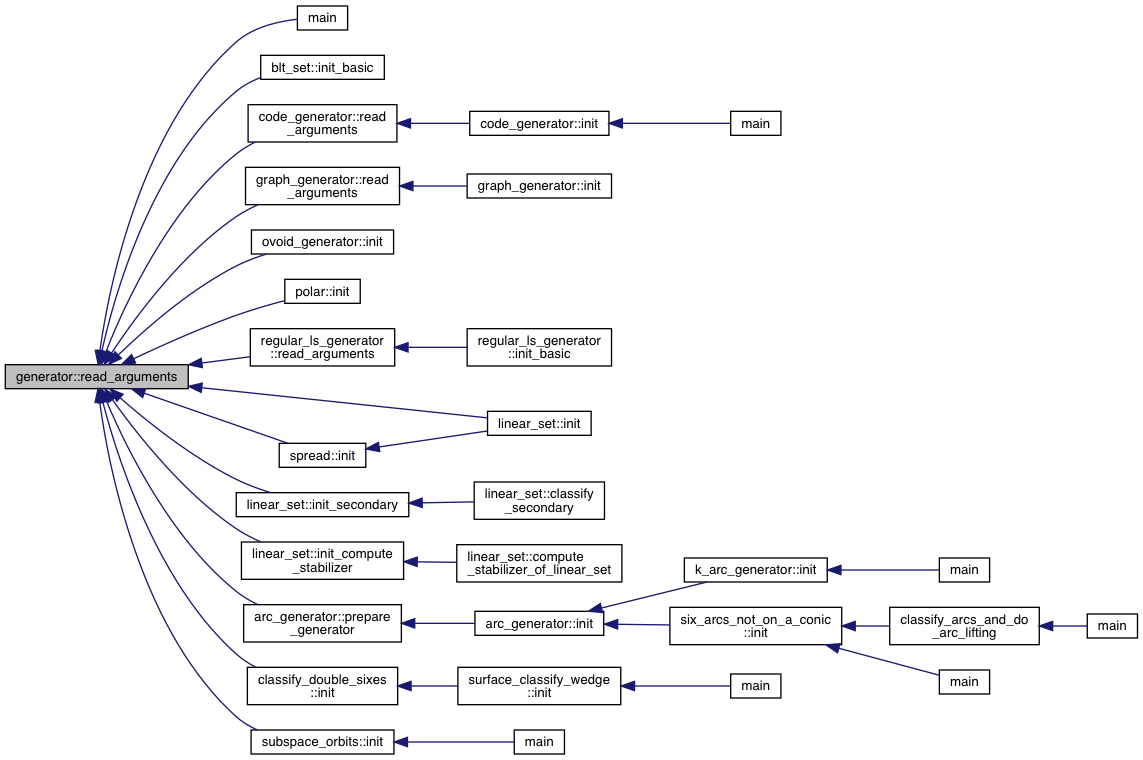 main
blt_set::init_basic
code_generator::read
_arguments
code_generator::init
main
graph_generator::read
_arguments
graph_generator::init
ovoid_generator::init
polar::init
regular_ls_generator
::read_arguments
regular_ls_generator
::init_basic
generator::read_arguments
linear_set::init
spread::init
linear_set::init_secondary
linear_set::classify
_secondary
linear_set::init_compute
_stabilizer
linear_set::compute
_stabilizer_of_linear_set
k_arc_generator::init
main
arc_generator::prepare
_generator
arc_generator::init
six_arcs_not_on_a_conic
::init
classify_arcs_and_do
_arc_lifting
main
main
classify_double_sixes
::init
surface_classify_wedge
::init
main
subspace_orbits::init
main